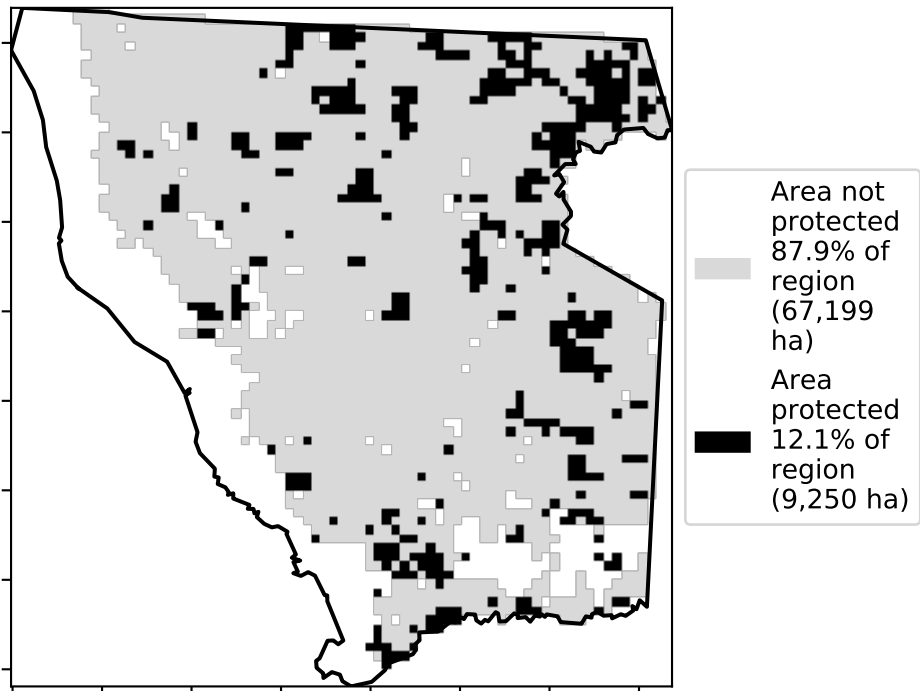 Area not
protected
87.9% of
region
(67,199
ha)
Area
protected
12.1% of
region
(9,250 ha)